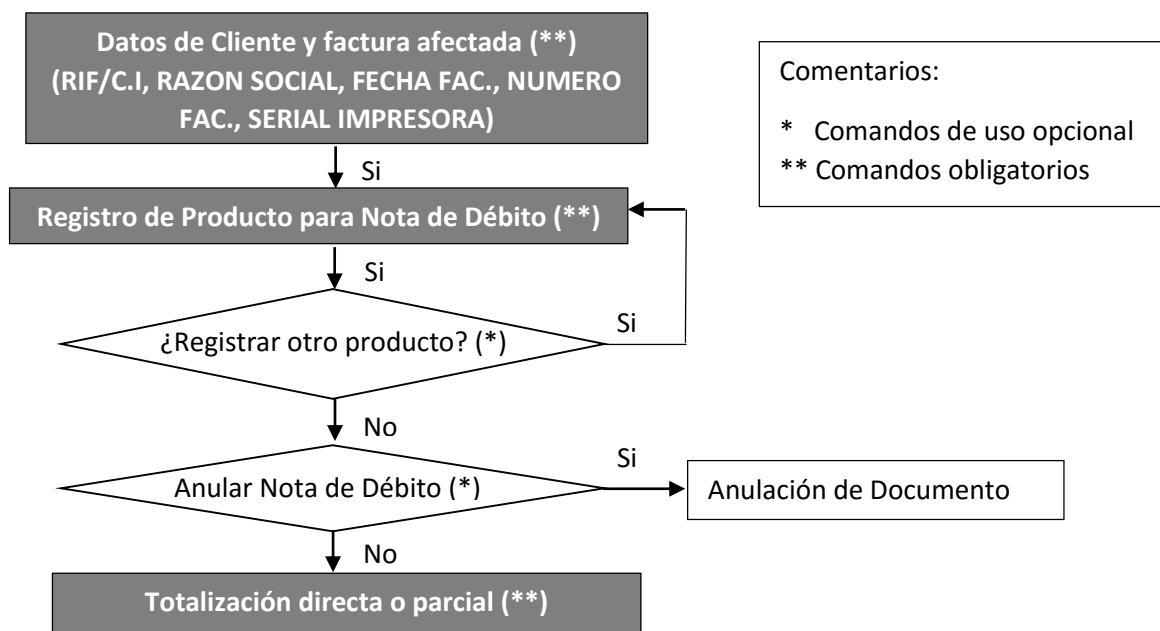 Datos de Cliente y factura afectada (**)
(RIF/C.I, RAZON SOCIAL, FECHA FAC., NUMERO
FAC., SERIAL IMPRESORA)
Comentarios:
* Comandos de uso opcional
** Comandos obligatorios
Si
Registro de Producto para Nota de Débito (**)
Si
¿Registrar otro producto? (*)
Si
No
Anular Nota de Débito (*)
Si
Anulación de Documento
No
Totalización directa o parcial (**)